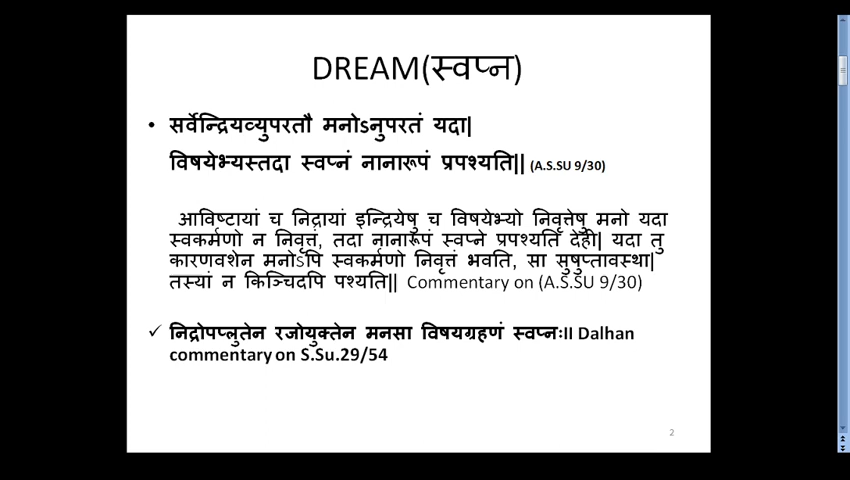 DREAM(स्वप्न)
• सर्वेन्द्रियव्युपरतौ मनोऽनुपरतं यदा|
विषयेभ्यस्तदा स्वप्नं नानारूपं प्रपश्यति|| (A.S.SU 9/30)
आविष्टायां च निद्रायां इन्द्रियेषु च विषयेभ्यो निवृत्तेषु मनो यदा
स्वकर्मणो न निवृत्तं, तदा नानारूपं स्वप्ने प्रपश्यति देही| यदा तु
कारणवशेन मनोऽपि स्वकर्मणो निवृत्तं भवति, सा सुषुप्तावस्था|
तस्यां न किञ्चिदपि पश्यति|| Commentary on (A.S.SU 9/30)
✓ निद्रोपप्लुतेन रजोयुक्तेन मनसा विषयग्रहणं स्वप्नःII Dalhan
commentary on S.Su.29/54
2